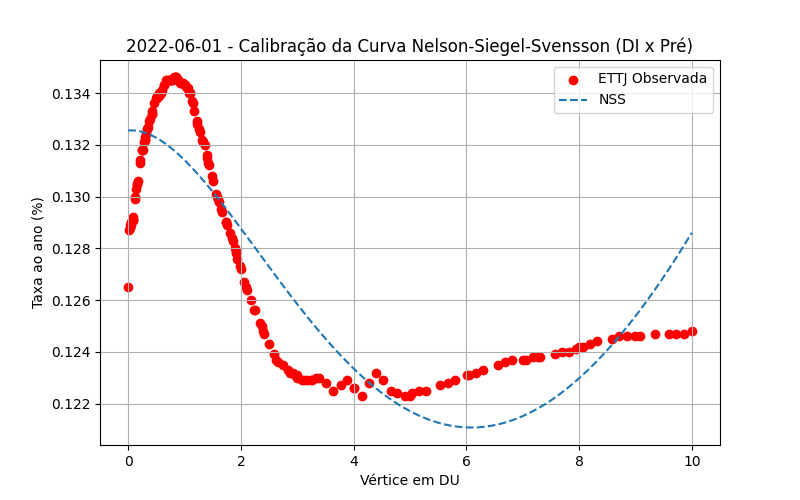 2022-06-01 - Calibração da Curva Nelson-Siegel-Svensson (DI x Pré)
ETTJ Observada
NSS
Taxa ao ano (%)
0.134
0.132
0.130
0.128
0.126
0.124
0.122
0 2 4 6 8 10
Vértice em DU